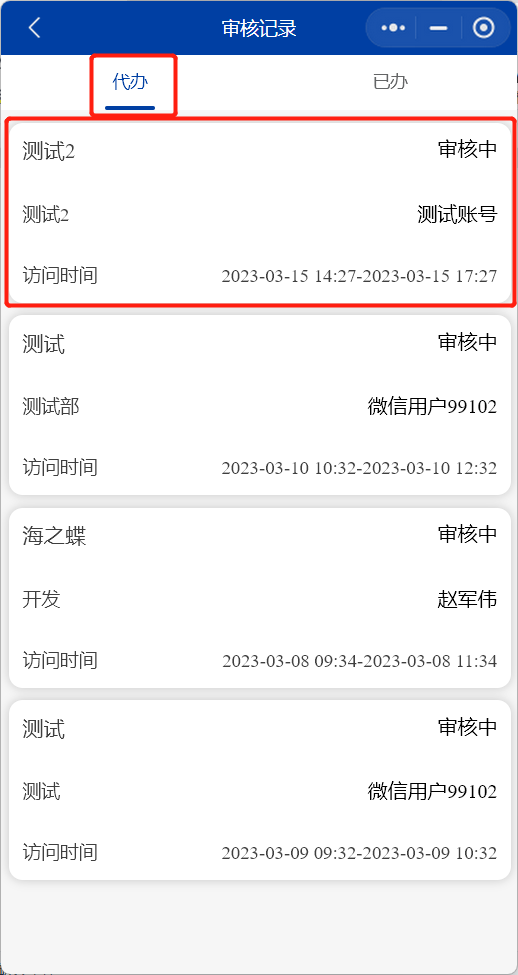 审核记录
代办 已办
测试2 审核中
测试2 测试账号
访问时间 2023-03-15 14:27-2023-03-15 17:27
测试 审核中
测试部 微信用户99102
访问时间 2023-03-10 10:32-2023-03-10 12:32
海之蝶 审核中
开发 赵军伟
访问时间 2023-03-08 09:34-2023-03-08 11:34
测试 审核中
测试 微信用户99102
访问时间 2023-03-09 09:32-2023-03-09 10:32